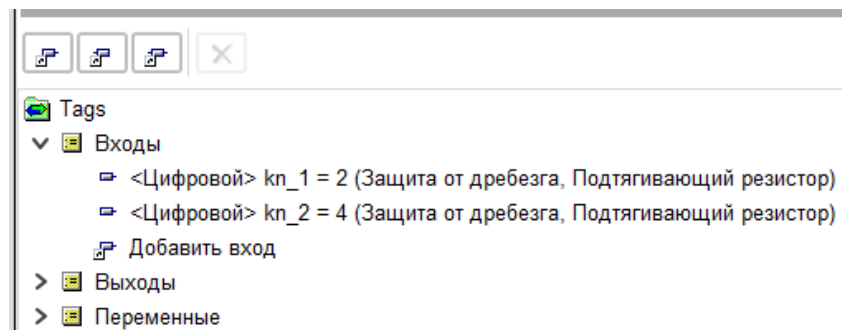 Tags
Входы
<Цифровой> kn_1 = 2 (Защита от дребезга, Подтягивающий резистор)
<Цифровой> kn_2 = 4 (Защита от дребезга, Подтягивающий резистор)
Добавить вход
Выходы
Переменные